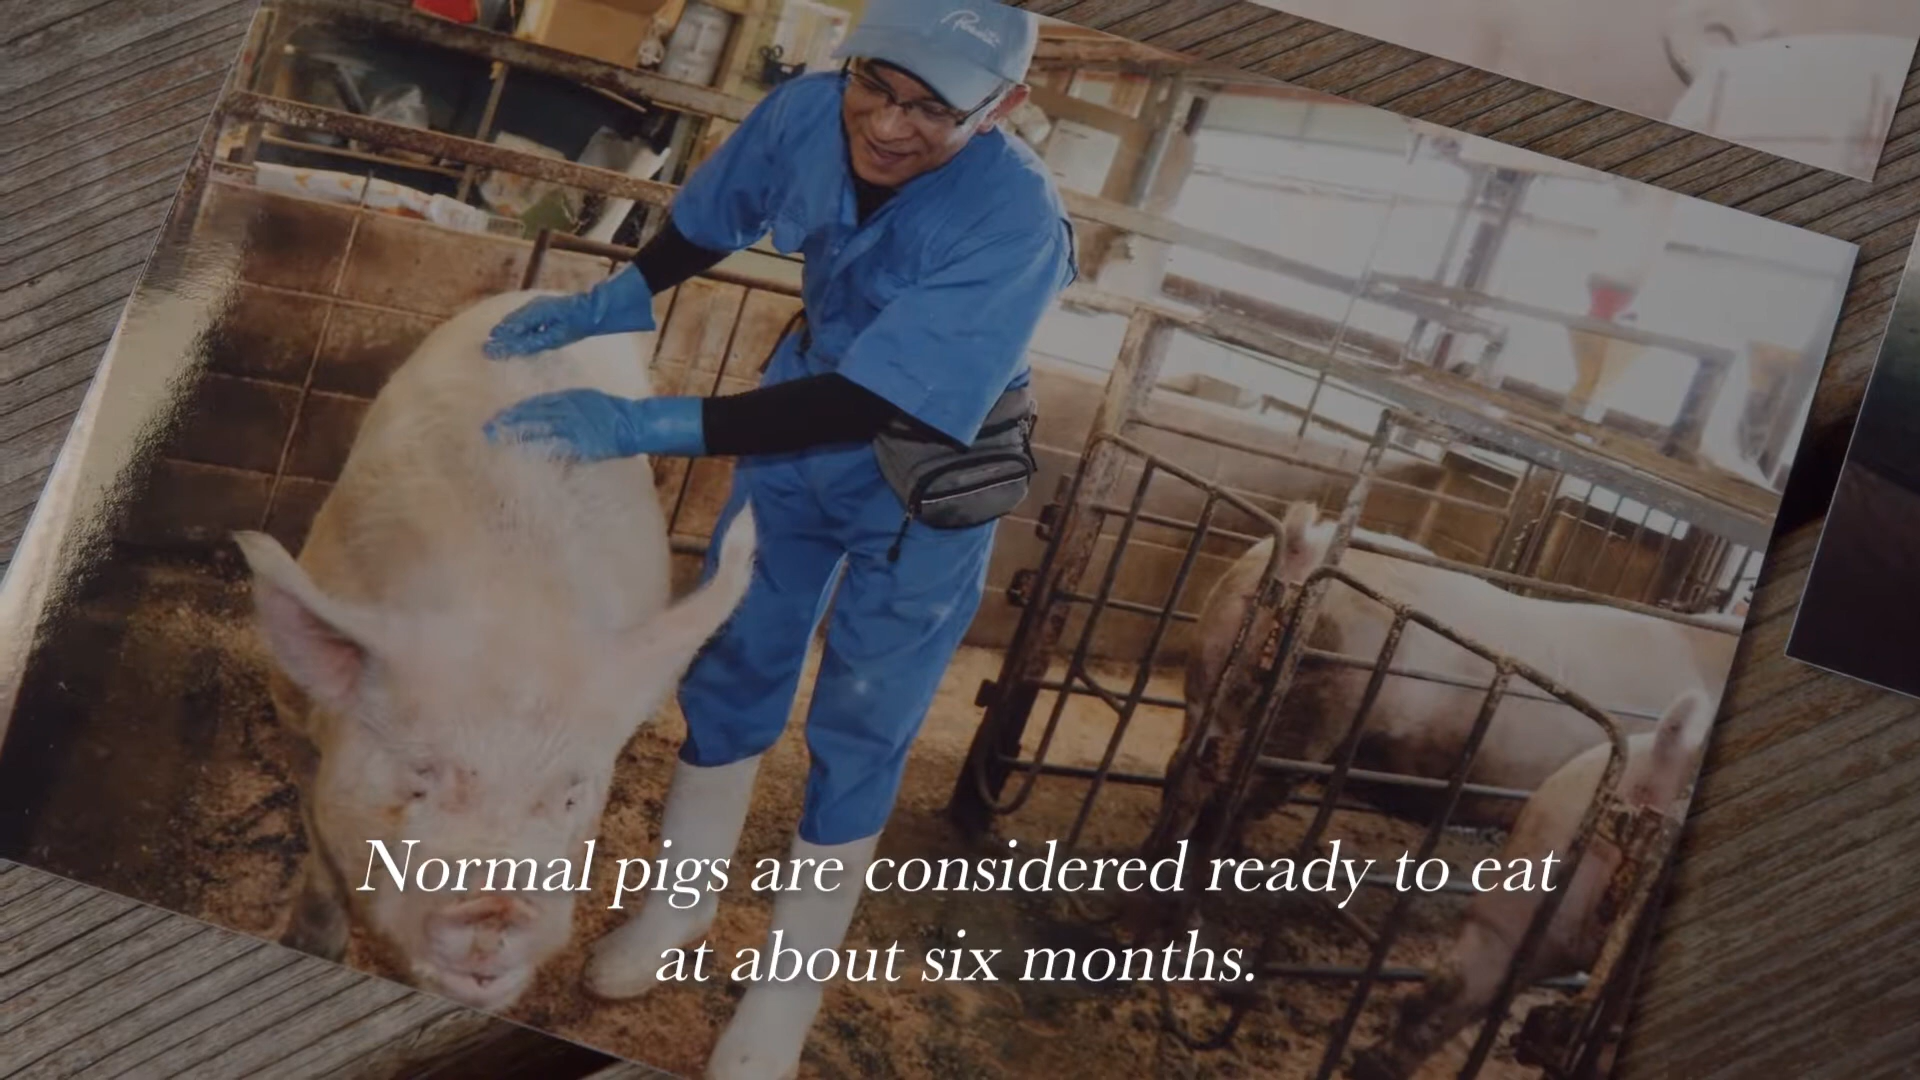 Normal pigs are considered ready to eat
at about six months.